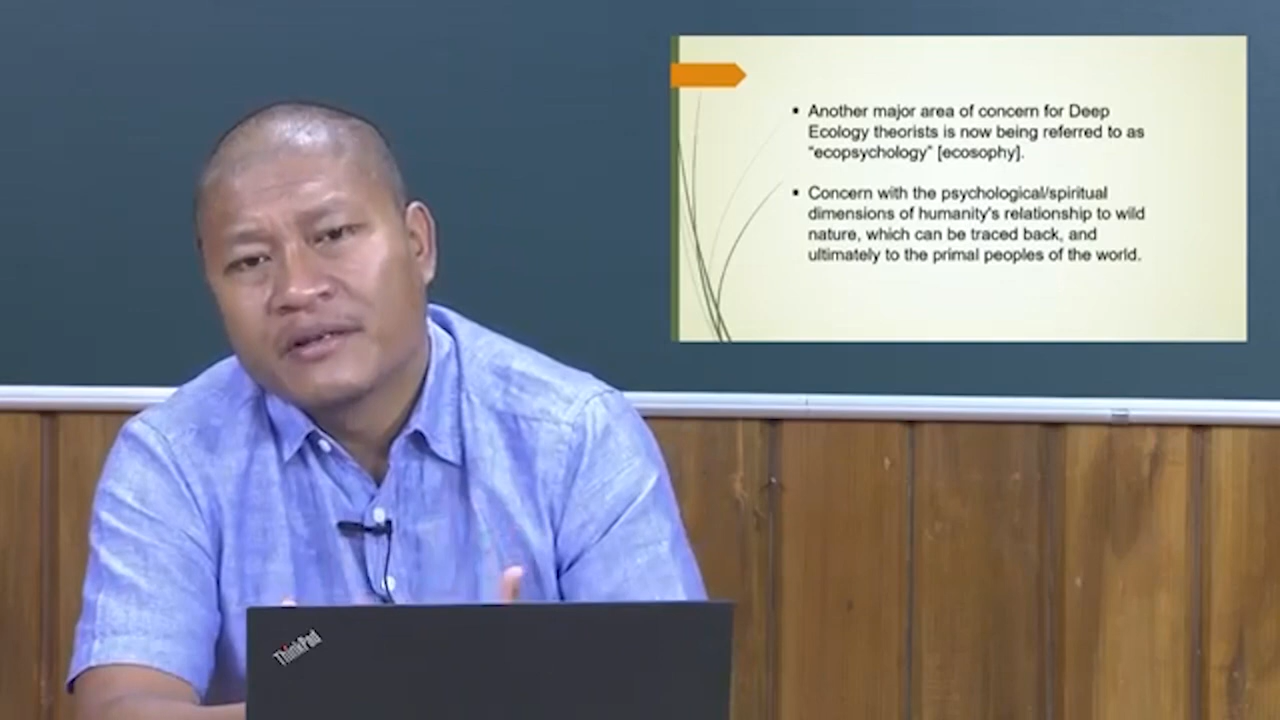 ▪ Another major area of concern for Deep
Ecology theorists is now being referred to as
“ecopsychology” [ecosophy].
▪ Concern with the psychological/spiritual
dimensions of humanity's relationship to wild
nature, which can be traced back, and
ultimately to the primal peoples of the world.
ThinkPad